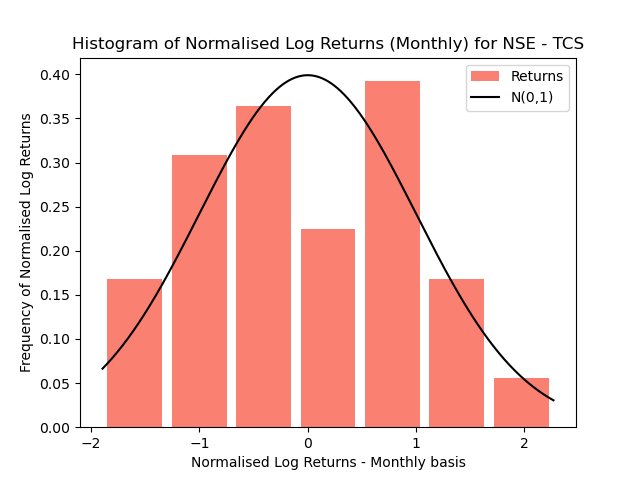 Histogram of Normalised Log Returns (Monthly) for NSE - TCS
Returns
N(0,1)
Frequency of Normalised Log Returns
0.40
0.35
0.30
0.25
0.20
0.15
0.10
0.05
0.00
−2
−1
0
1
2
Normalised Log Returns - Monthly basis